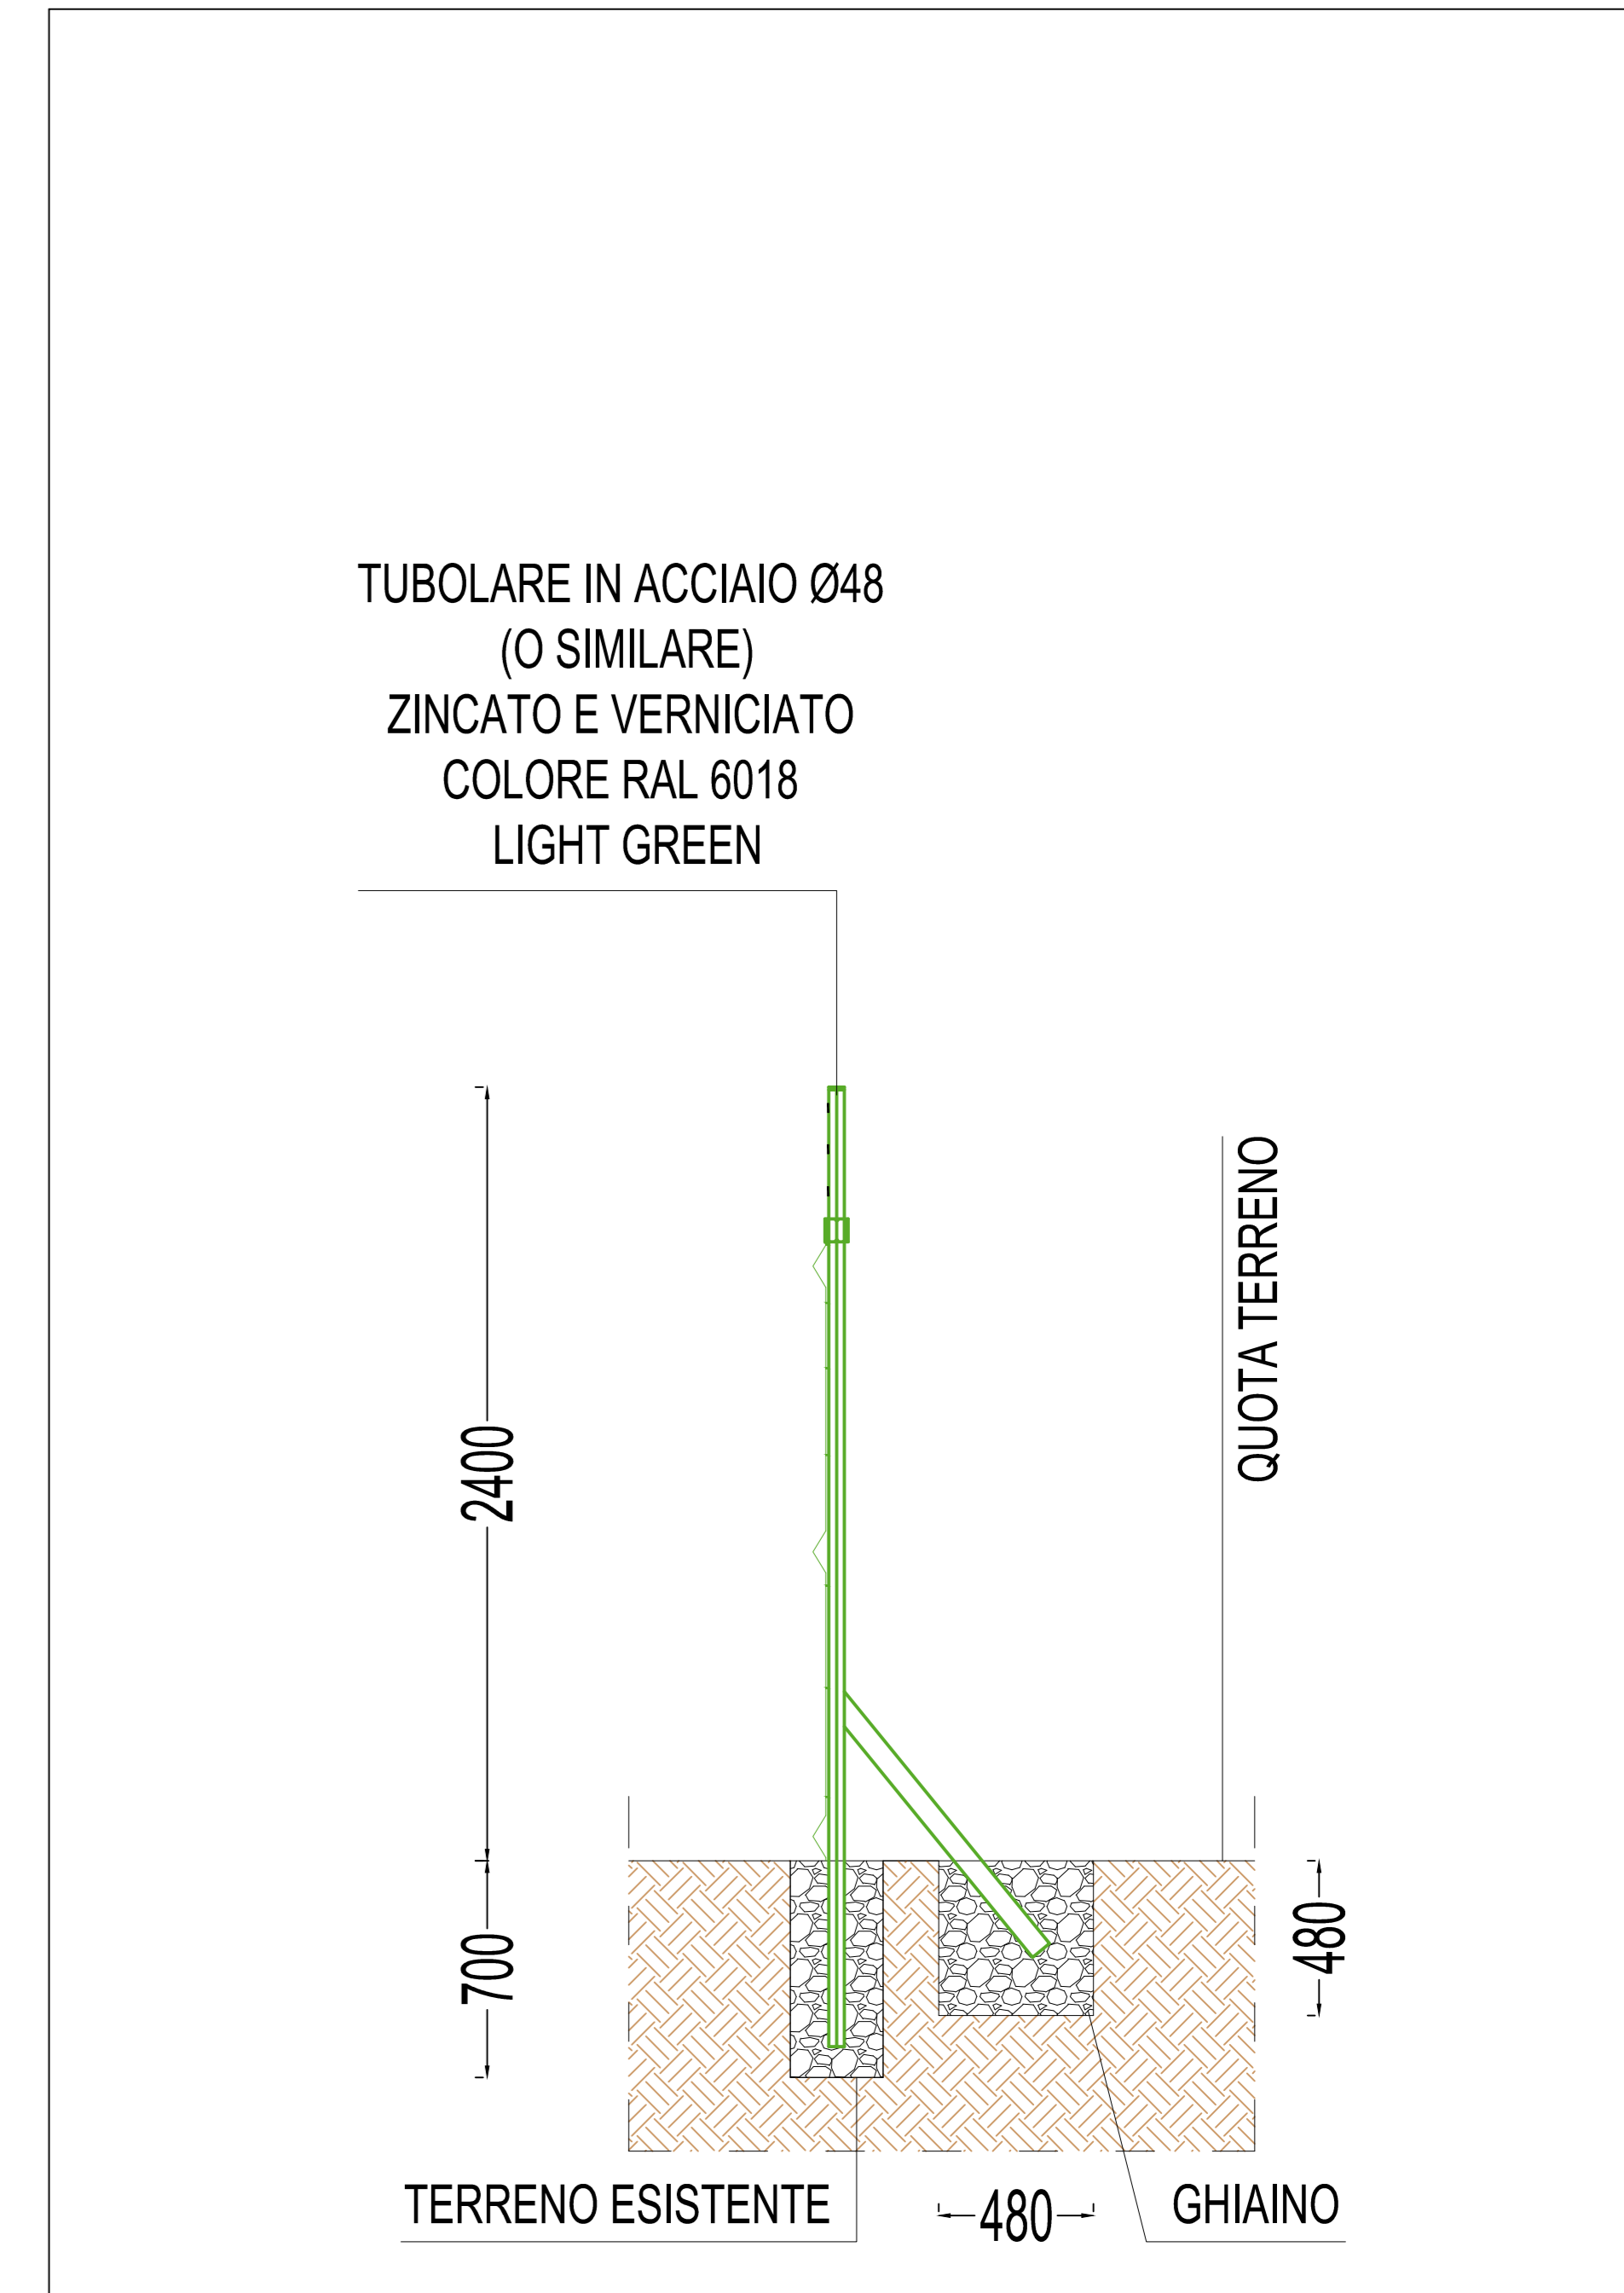 TUBOLARE IN ACCIAIO Ø48
(O SIMILARE)
ZINCATO E VERNICIATO
COLORE RAL 6018
LIGHT GREEN
2400
QUOTA TERRENO
700
480
TERRENO ESISTENTE
480
GHIAINO